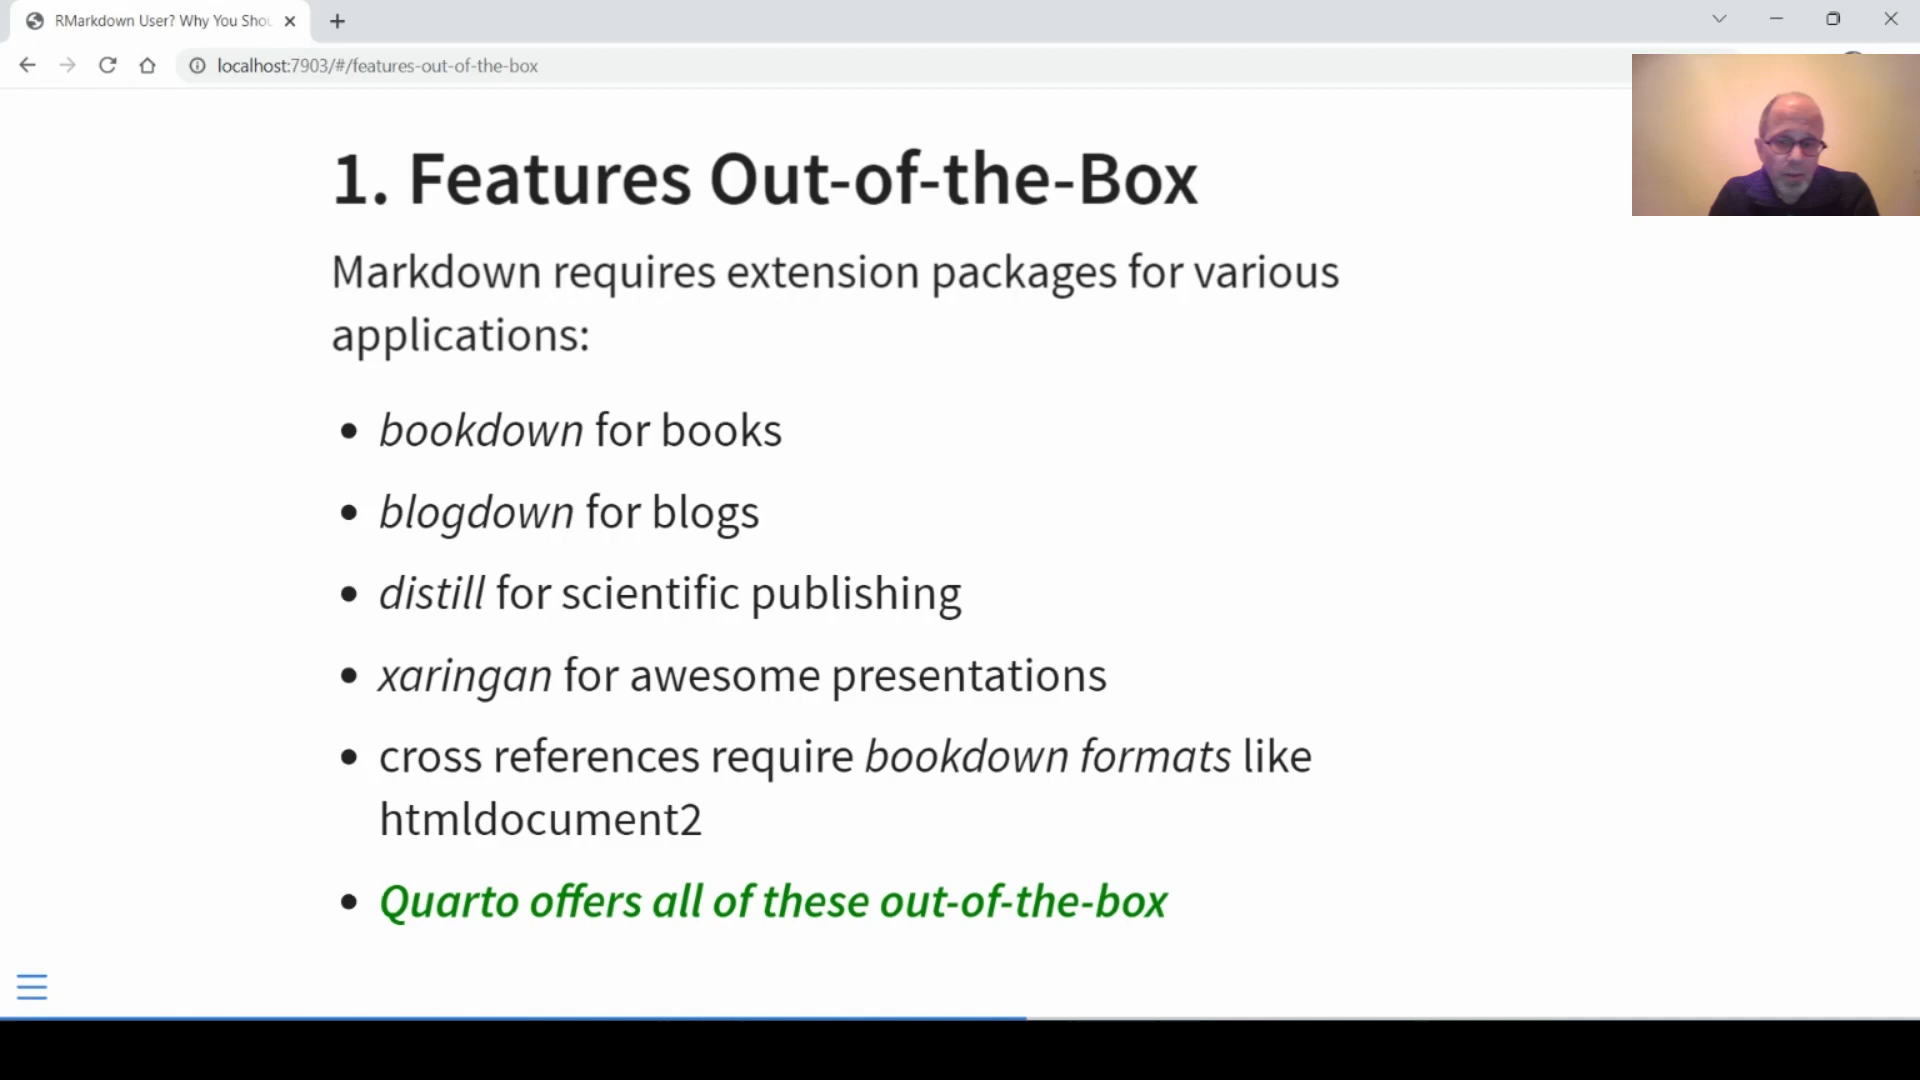 RMarkdown User? Why You Shou
localhost:7903/#/features-out-of-the-box
1. Features Out-of-the-Box
Markdown requires extension packages for various
applications:
• bookdown for books
• blogdown for blogs
• distill for scientific publishing
• xaringan for awesome presentations
• cross references require bookdown formats like
htmldocument2
• Quarto offers all of these out-of-the-box